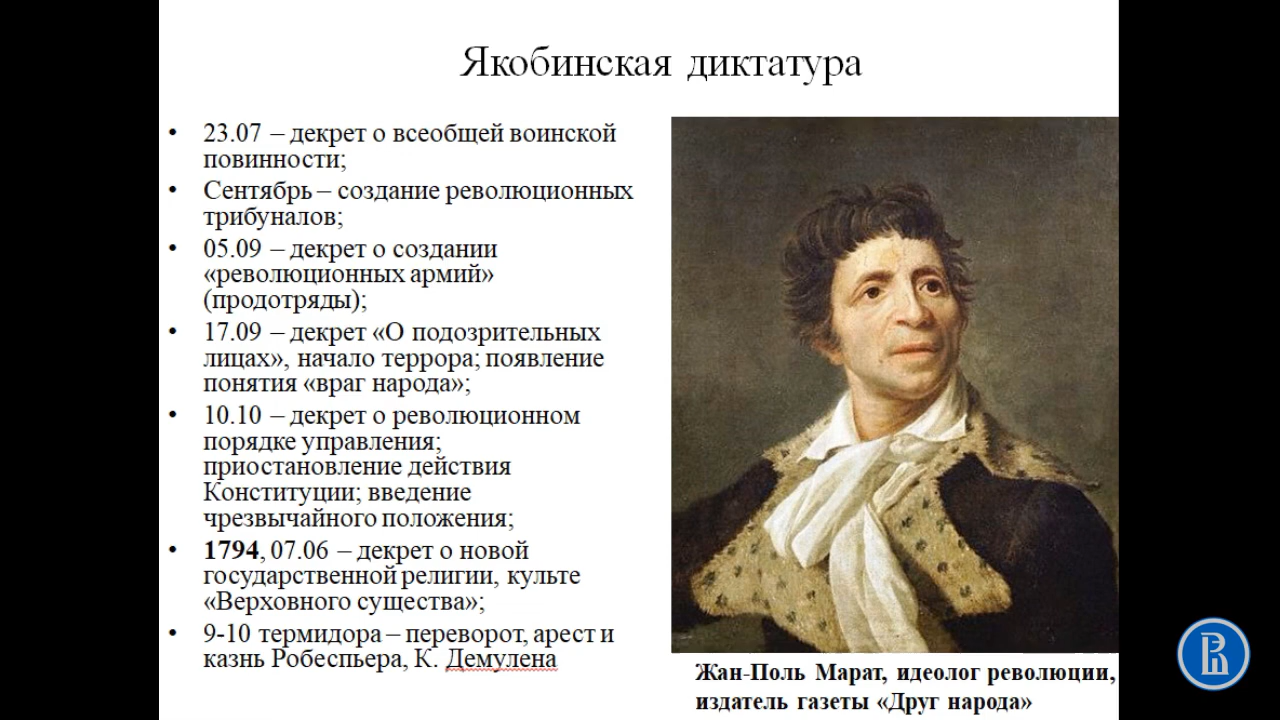 Якобинская диктатура
• 23.07 – декрет о всеобщей воинской
повинности;
• Сентябрь – создание революционных
трибуналов;
• 05.09 – декрет о создании
«революционных армий»
(продотряды);
• 17.09 – декрет «О подозрительных
лицах», начало террора; появление
понятия «враг народа»;
• 10.10 – декрет о революционном
порядке управления;
приостановление действия
Конституции; введение
чрезвычайного положения;
• 1794, 07.06 – декрет о новой
государственной религии, культе
«Верховного существа»;
• 9-10 термидора – переворот, арест и
казнь Робеспьера, К. Демулена
Жан-Поль Марат, идеолог революции,
издатель газеты «Друг народа»